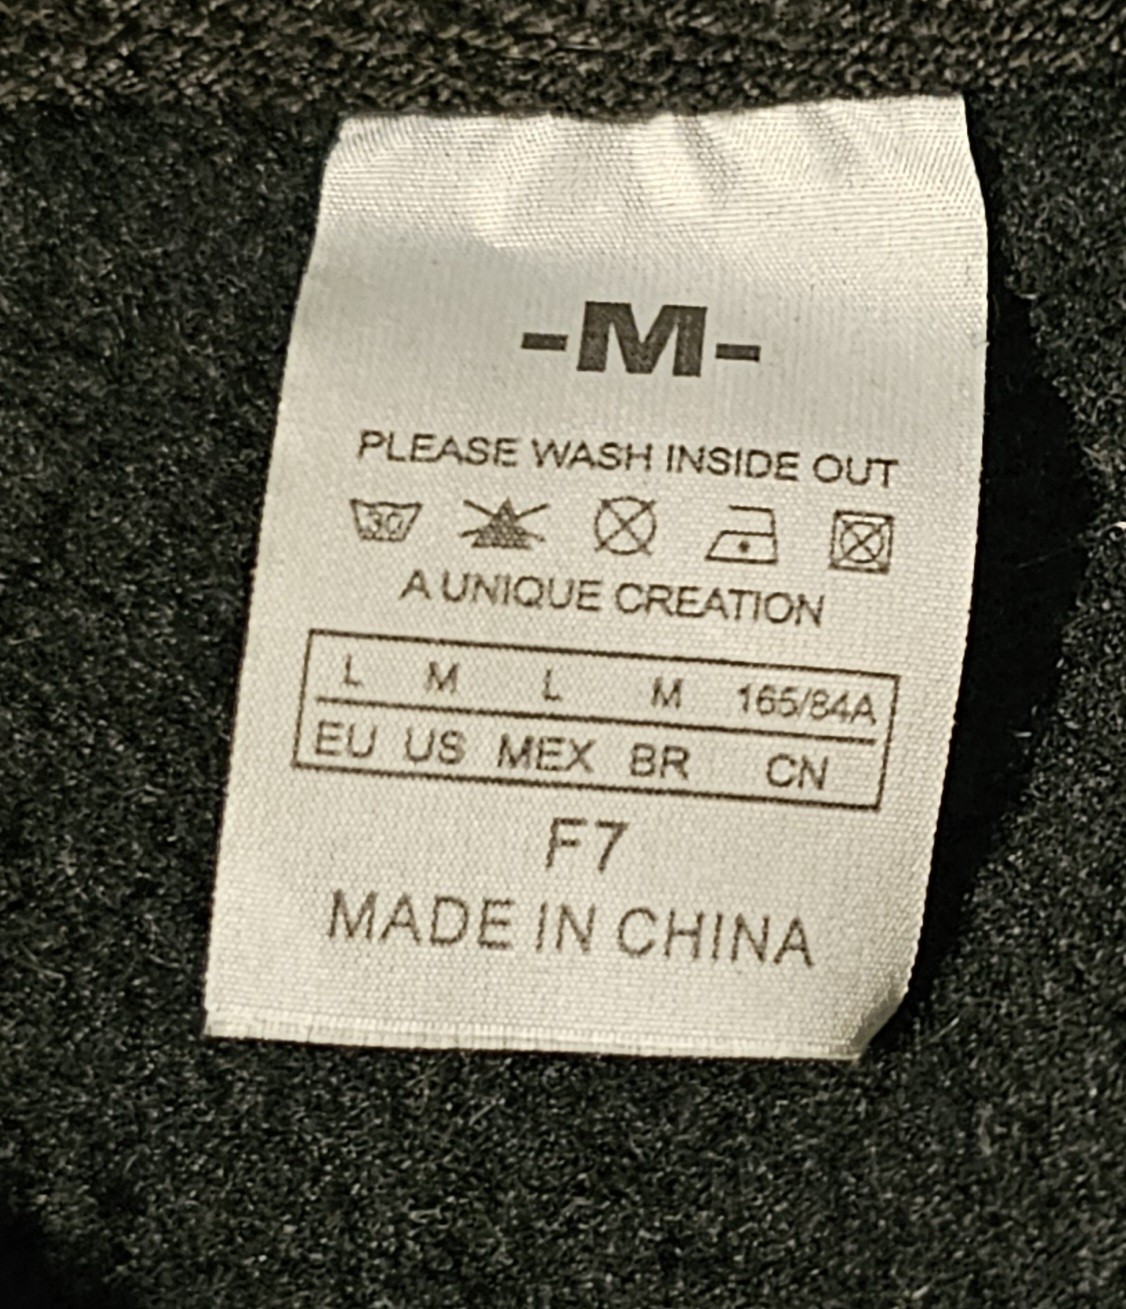 -M-
PLEASE WASH INSIDE OUT
30
A UNIQUE CREATION
L M L M 165/84A
EU US MEX BR CN
F7
MADE IN CHINA